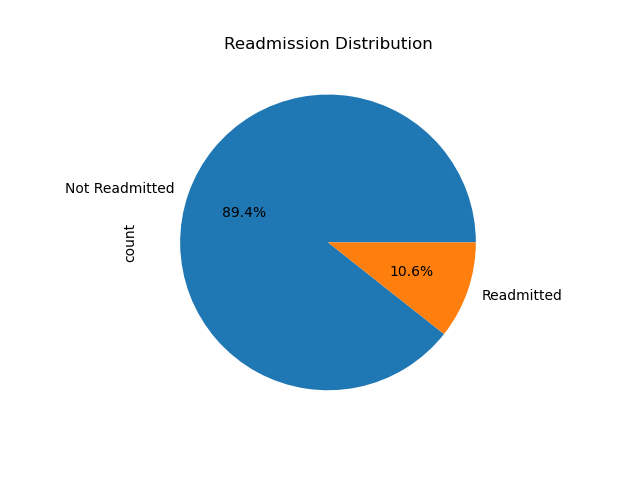 Readmission Distribution
Not Readmitted
89.4%
count
10.6%
Readmitted